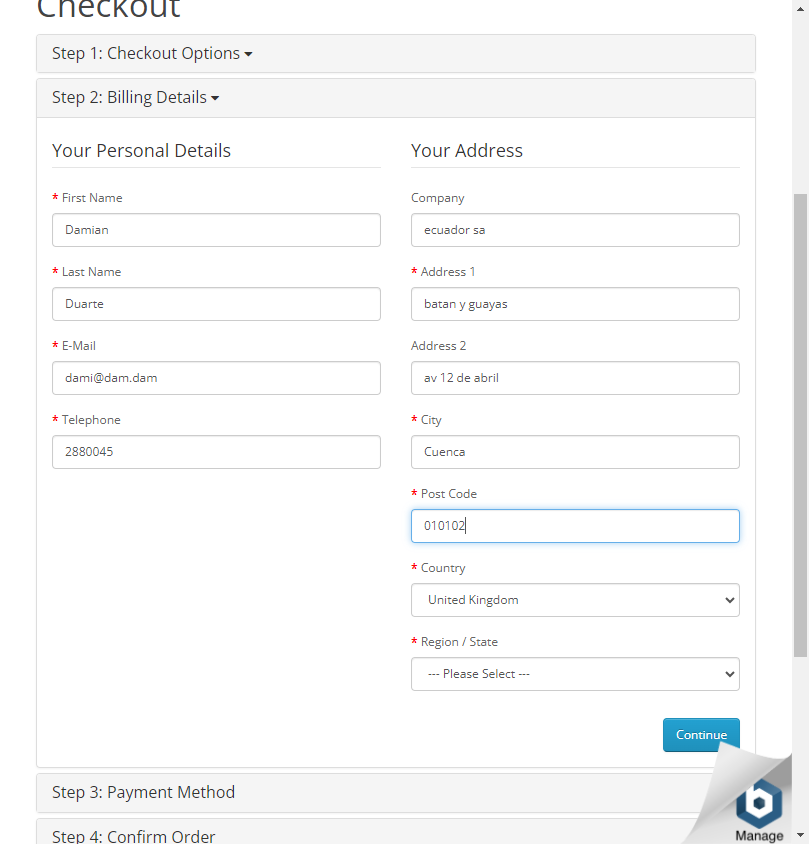 Checkout
Step 1: Checkout Options
Step 2: Billing Details
Your Personal Details
* First Name
Damian
* Last Name
Duarte
* E-Mail
dami@dam.dam
* Telephone
2880045
Your Address
Company
ecuador sa
* Address 1
batan y guayas
Address 2
av 12 de abril
* City
Cuenca
* Post Code
010102
* Country
United Kingdom
* Region / State
--- Please Select ---
Continue
Step 3: Payment Method
Step 4: Confirm Order
Manage